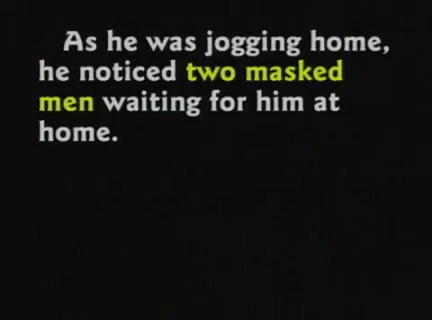 As he was jogging home,
he noticed two masked
men waiting for him at
home.